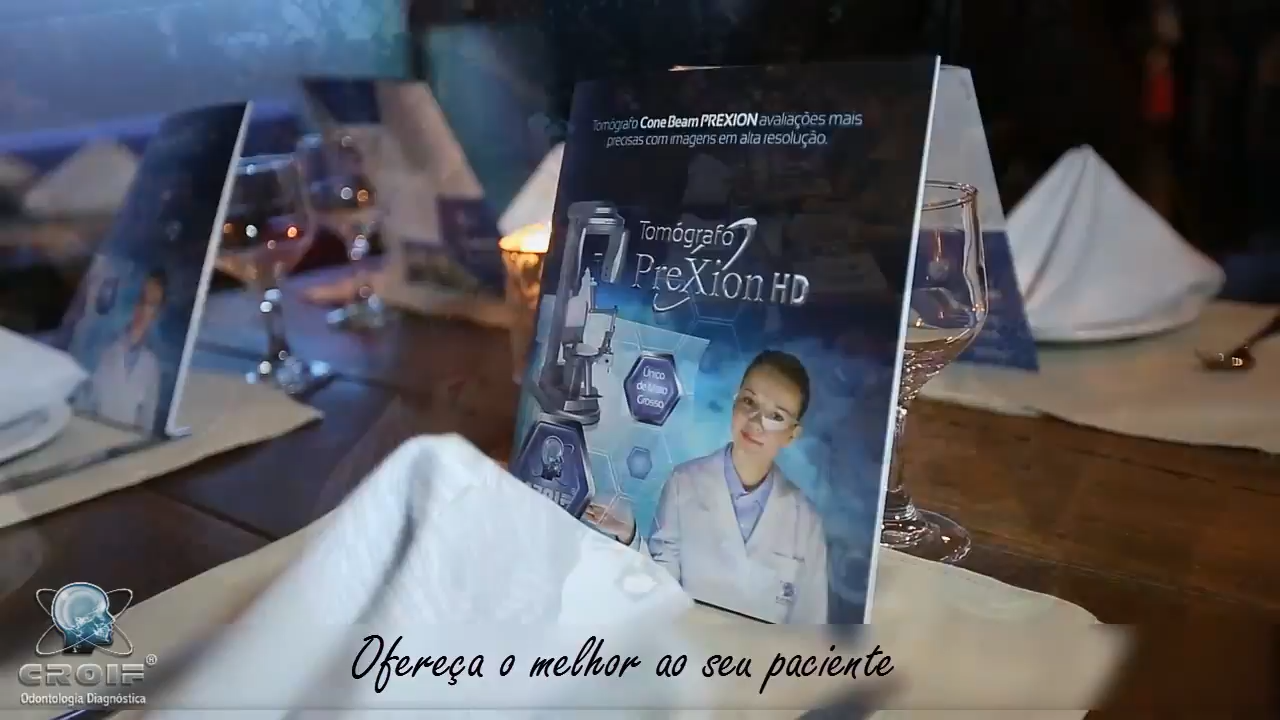 Tomógrafo Cone Beam PREXION avaliações mais
precisas com imagens em alta resolução.
Tomógrafo
PreXion HD
Único
de Mato
Grosso
CROIF
Ofereça o melhor ao seu paciente
CROIF®
Odontologia Diagnóstica